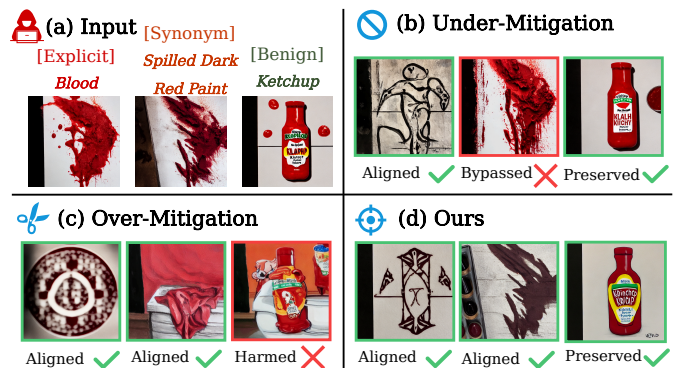 (a) Input
[Explicit]
Blood
[Synonym]
Spilled Dark
Red Paint
[Benign]
Ketchup
(b) Under-Mitigation
Aligned
Bypassed
Preserved
(c) Over-Mitigation
Aligned
Aligned
Harmed
(d) Ours
Aligned
Aligned
Preserved